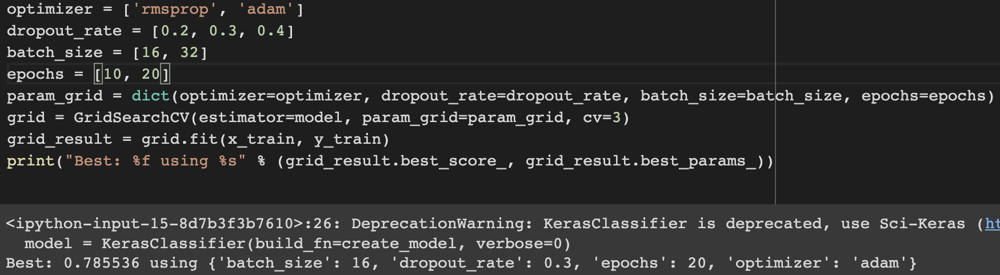 optimizer = ['rmsprop', 'adam']
dropout_rate = [0.2, 0.3, 0.4]
batch_size = [16, 32]
epochs = [10, 20]
param_grid = dict(optimizer=optimizer, dropout_rate=dropout_rate, batch_size=batch_size, epochs=epochs)
grid = GridSearchCV(estimator=model, param_grid=param_grid, cv=3)
grid_result = grid.fit(x_train, y_train)
print("Best: %f using %s" % (grid_result.best_score_, grid_result.best_params_))
<ipython-input-15-8d7b3f3b7610>:26: DeprecationWarning: KerasClassifier is deprecated, use Sci-Keras (ht
  model = KerasClassifier(build_fn=create_model, verbose=0)
Best: 0.785536 using {'batch_size': 16, 'dropout_rate': 0.3, 'epochs': 20, 'optimizer': 'adam'}